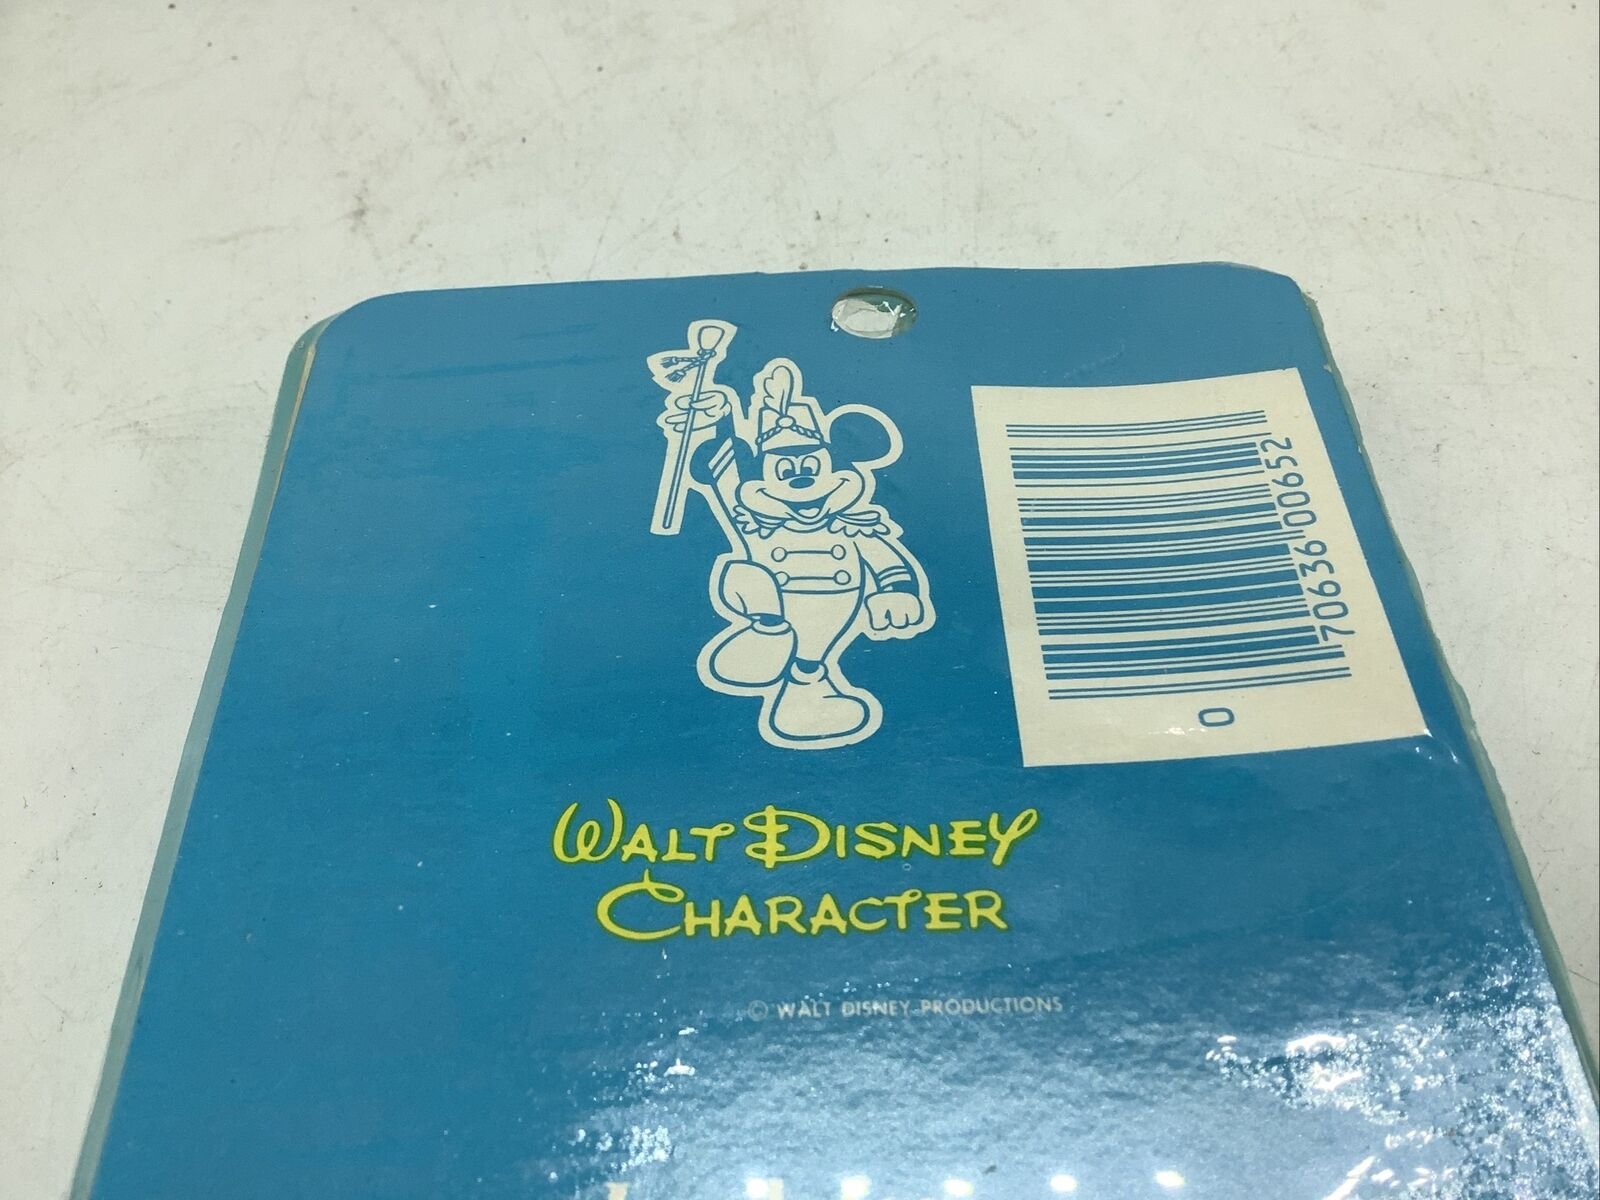 70636 00652
0
WALT DISNEY
CHARACTER
© WALT DISNEY PRODUCTIONS